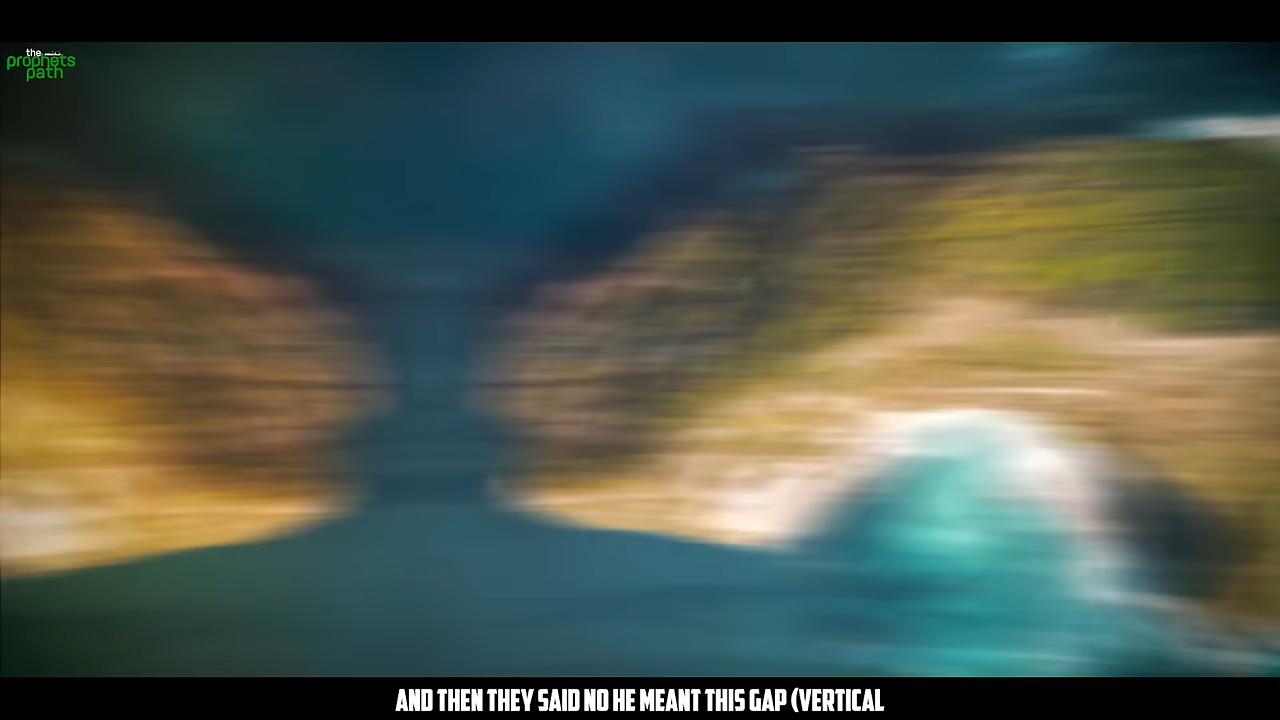 the
prophets
path
AND THEN THEY SAID NO HE MEANT THIS GAP (VERTICAL